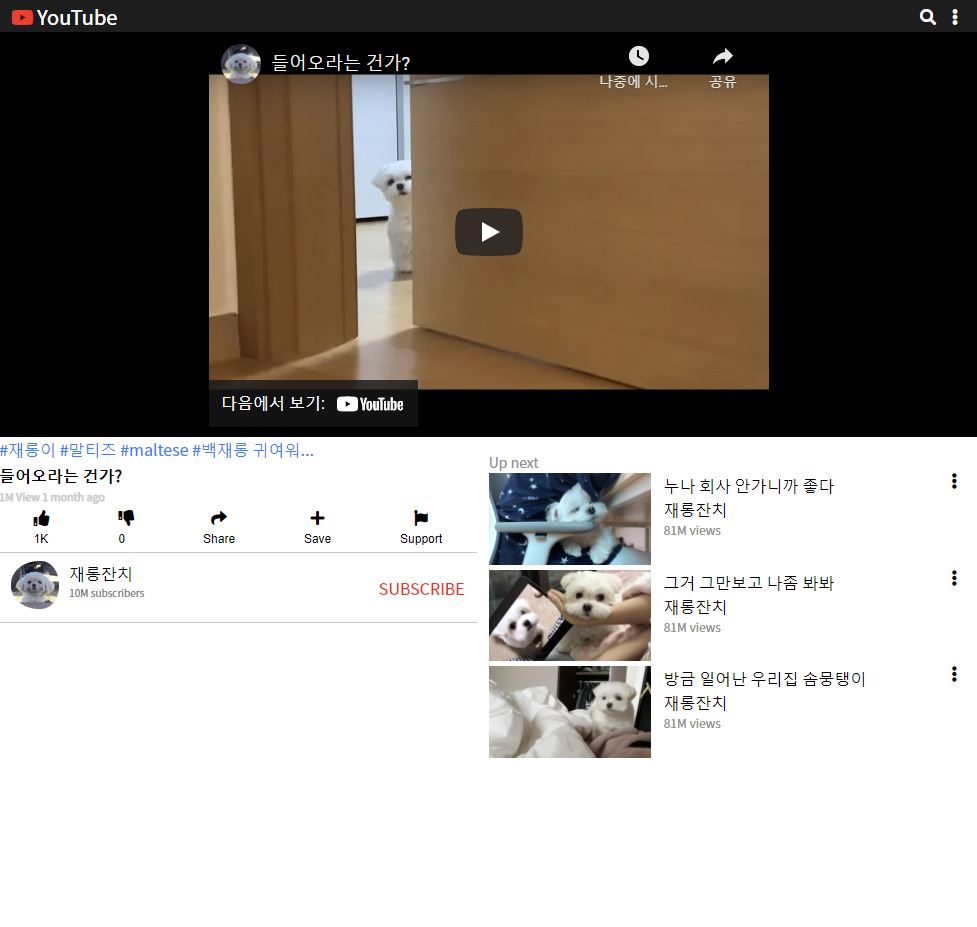 YouTube
들어오라는 건가?
나중에 시...
공유
다음에서 보기: YouTube
#재롱이 #말티즈 #maltese #백재롱 귀여워...
들어오라는 건가?
1M View 1 month ago
1K
0
Share
Save
Support
재롱잔치
10M subscribers
SUBSCRIBE
Up next
누나 회사 안가니까 좋다
재롱잔치
81M views
그거 그만보고 나좀 봐봐
재롱잔치
81M views
방금 일어난 우리집 솜뭉탱이
재롱잔치
81M views